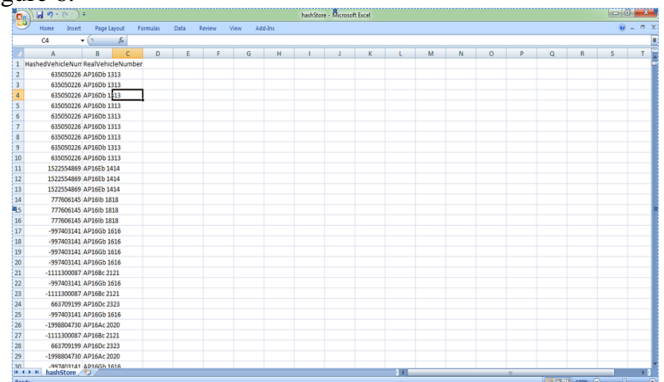 gure 8.
hashStore - Microsoft Excel
Home Insert Page Layout Formulas Data Review View Add-Ins
C4 fx
A B C D E F G H I J K L M N O P Q R S T
1 HashedVehicleNum RealVehicleNumber
2 635050226 AP16Db 1313
3 635050226 AP16Db 1313
4 635050226 AP16Db 1313
5 635050226 AP16Db 1313
6 635050226 AP16Db 1313
7 635050226 AP16Db 1313
8 635050226 AP16Db 1313
9 635050226 AP16Db 1313
10 635050226 AP16Db 1313
11 1522554869 AP16Eb 1414
12 1522554869 AP16Eb 1414
13 1522554869 AP16Eb 1414
14 777606145 AP16Ib 1818
15 777606145 AP16Ib 1818
16 777606145 AP16Ib 1818
17 -997403141 AP16Gb 1616
18 -997403141 AP16Gb 1616
19 -997403141 AP16Gb 1616
20 -997403141 AP16Gb 1616
21 -1111300087 AP16Bc 2121
22 -997403141 AP16Gb 1616
23 -1111300087 AP16Bc 2121
24 663709199 AP16Dc 2323
25 -997403141 AP16Gb 1616
26 -1998804730 AP16Ac 2020
27 -1111300087 AP16Bc 2121
28 663709199 AP16Dc 2323
29 -1998804730 AP16Ac 2020
30 -997403141 AP16Gb 1616
hashStore